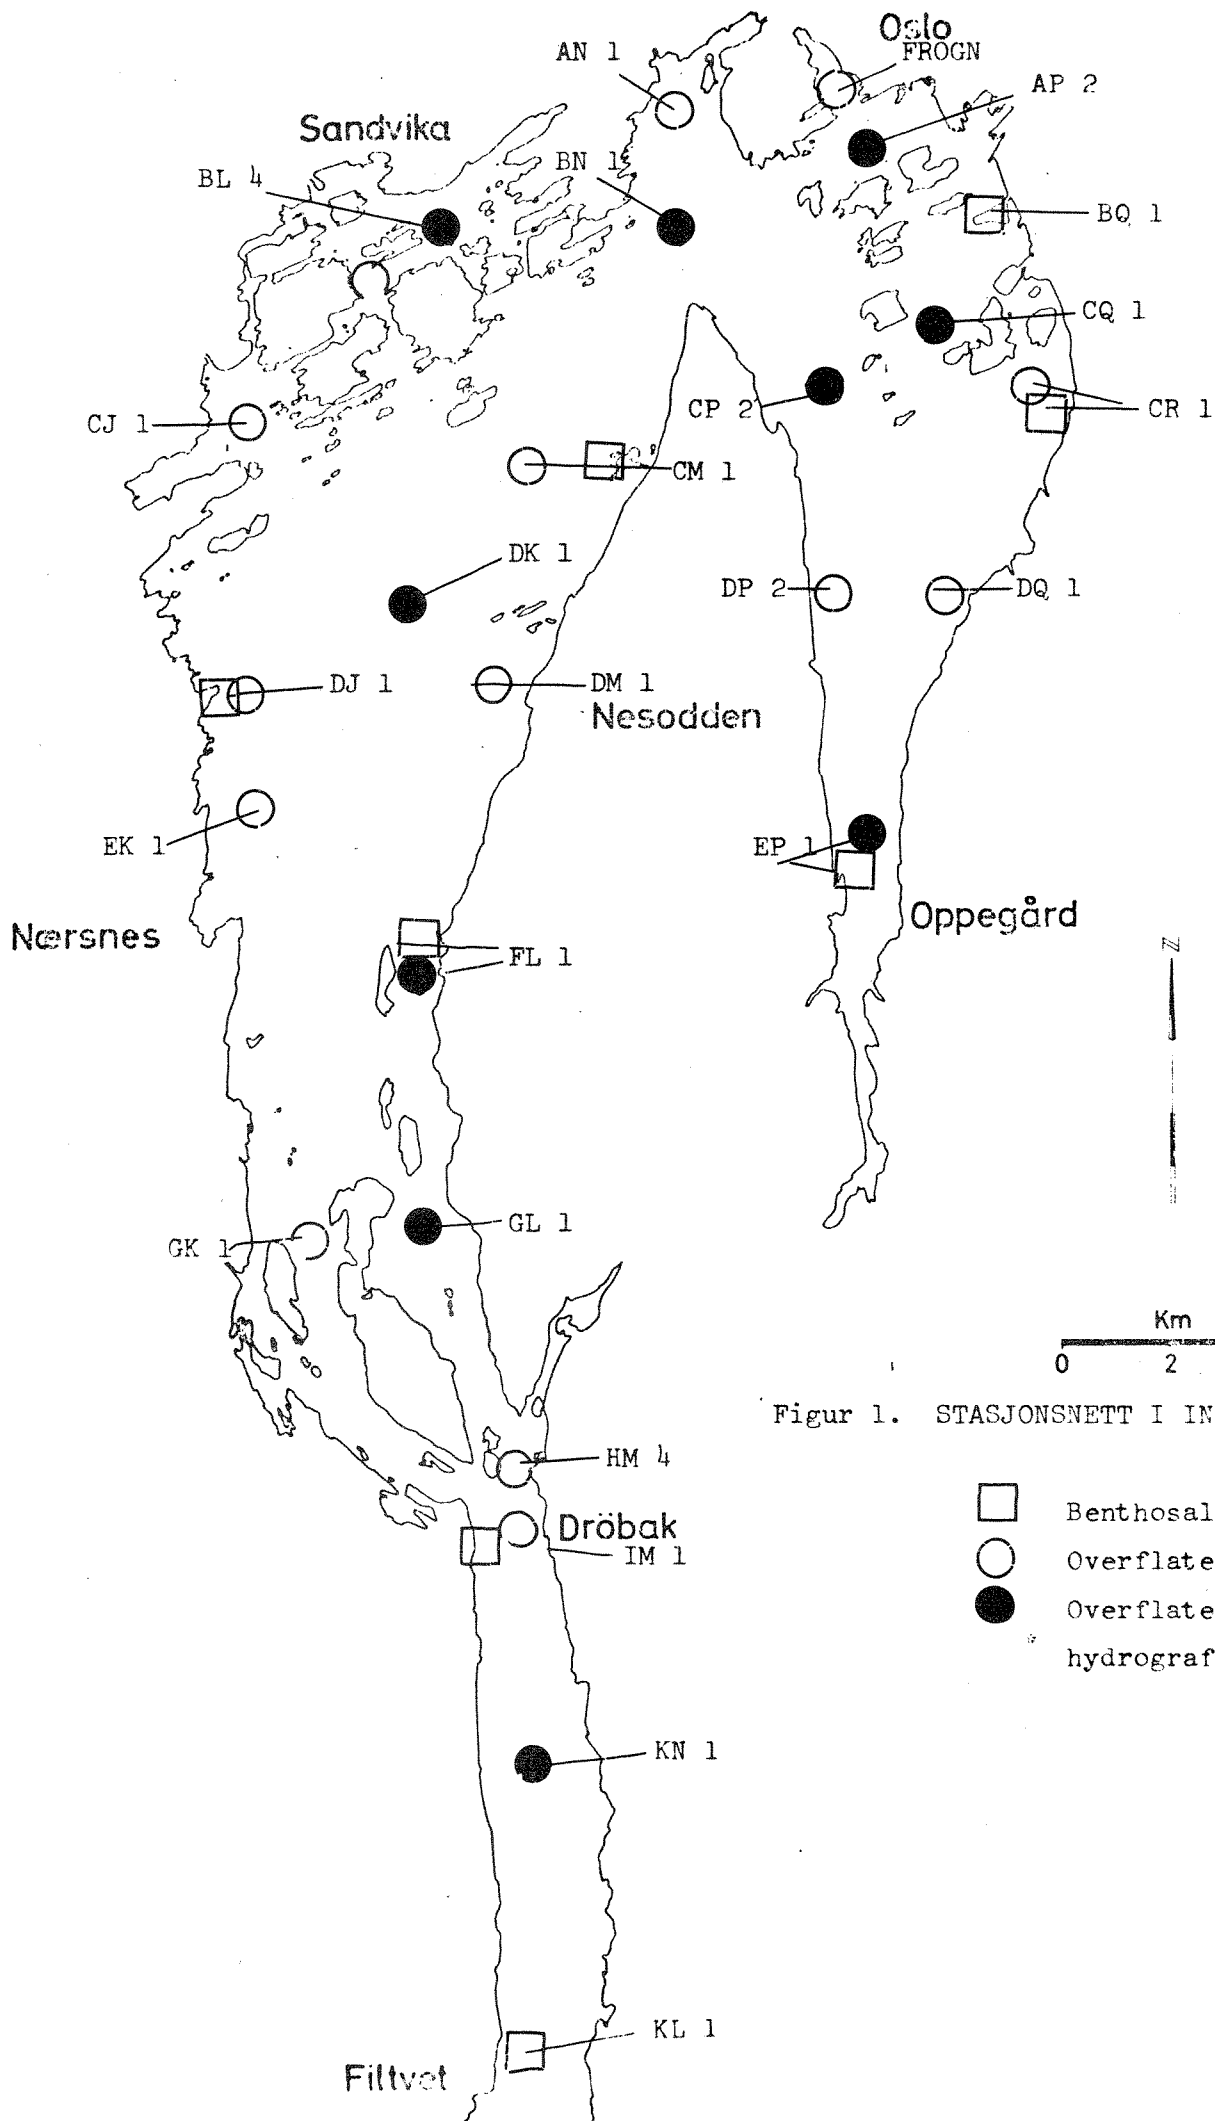 Oslo
AN 1
FROGN
AP 2
Sandvika
BL 4
BN 1
BQ 1
CQ 1
CP 2
CJ 1
CR 1
CM 1
DK 1
DP 2
DQ 1
DJ 1
DM 1
Nesodden
EK 1
EP 1
Oppegård
Nærsnes
FL 1
N
GL 1
GK 1
Km
0 2
Figur 1. STASJONSNETT I IN
HM 4
Dröbak
IM 1
Benthosal
Overflate
Overflate
hydrograf
KN 1
KL 1
Filtvet